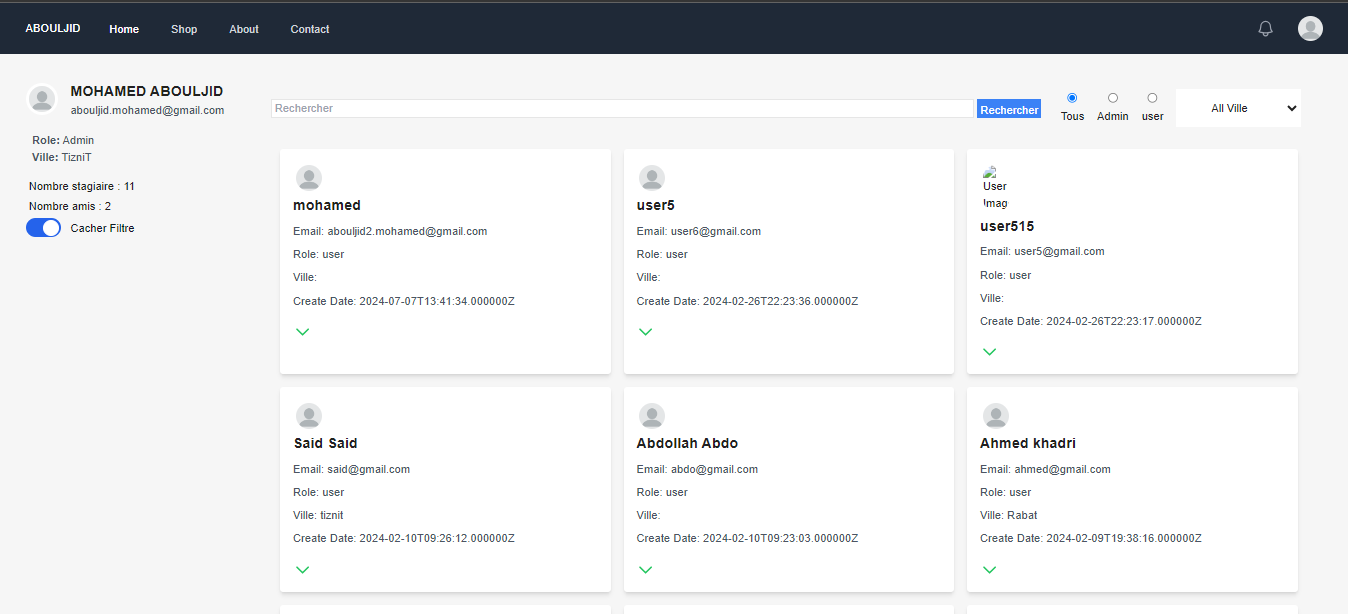 ABOULJID Home Shop About Contact
MOHAMED ABOULJID
abouljid.mohamed@gmail.com
Role: Admin
Ville: TizniT
Nombre stagiaire : 11
Nombre amis : 2
Cacher Filtre
Rechercher Rechercher Tous Admin user All Ville
mohamed
Email: abouljid2.mohamed@gmail.com
Role: user
Ville:
Create Date: 2024-07-07T13:41:34.000000Z
user5
Email: user6@gmail.com
Role: user
Ville:
Create Date: 2024-02-26T22:23:36.000000Z
User
Imag
user515
Email: user5@gmail.com
Role: user
Ville:
Create Date: 2024-02-26T22:23:17.000000Z
Said Said
Email: said@gmail.com
Role: user
Ville: tiznit
Create Date: 2024-02-10T09:26:12.000000Z
Abdollah Abdo
Email: abdo@gmail.com
Role: user
Ville:
Create Date: 2024-02-10T09:23:03.000000Z
Ahmed khadri
Email: ahmed@gmail.com
Role: user
Ville: Rabat
Create Date: 2024-02-09T19:38:16.000000Z